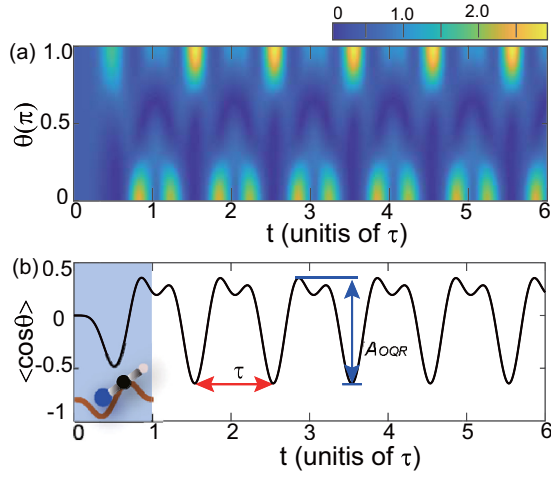 0 1.0 2.0
(a)
1.0
0.5
0
θ(π)
0 1 2 3 4 5 6
t (unitis of τ)
(b)
0.5
0
-0.5
-1
<cosθ>
A_OQR
τ
0 1 2 3 4 5 6
t (unitis of τ)